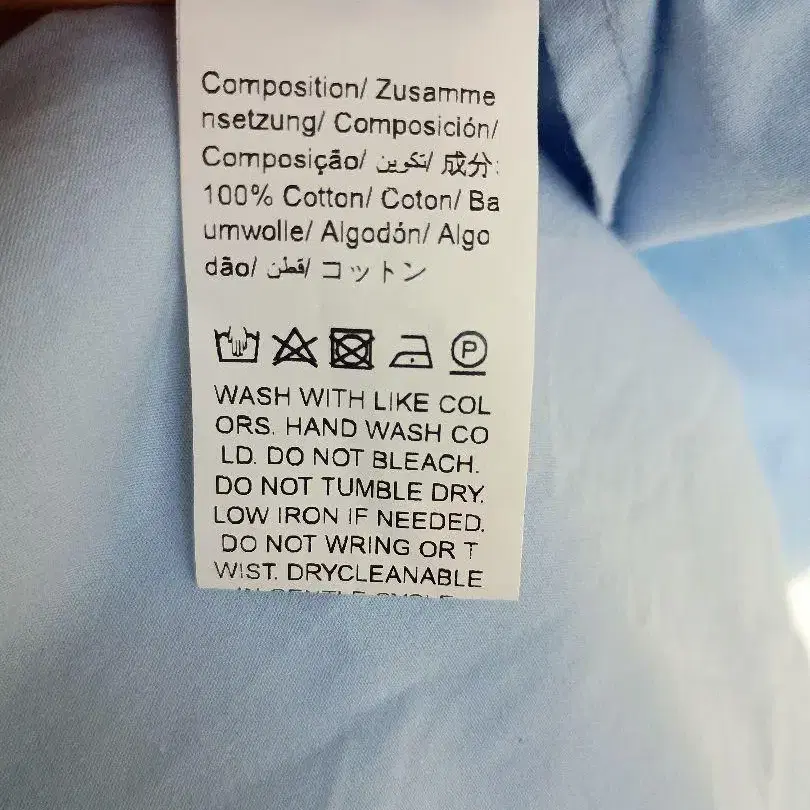 Composition/ Zusamme
nsetzung/ Composición/
Composição/ تكوين/ 成分:
100% Cotton/ Coton/ Ba
umwolle/ Algodón/ Algo
dão/ قطن/ コットン
P
WASH WITH LIKE COL
ORS. HAND WASH CO
LD. DO NOT BLEACH.
DO NOT TUMBLE DRY.
LOW IRON IF NEEDED.
DO NOT WRING OR T
WIST. DRYCLEANABLE